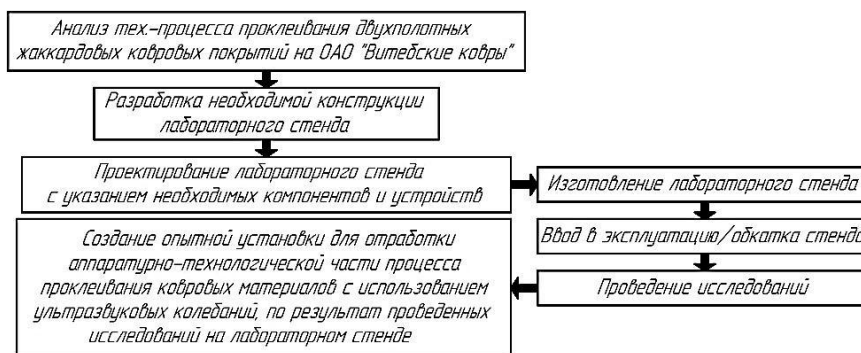 Анализ тех.-процесса проклеивания двухполотных
жаккардовых ковровых покрытий на ОАО "Витебские ковры"
Разработка необходимой конструкции
лабораторного стенда
Проектирование лабораторного стенда
с указанием необходимых компонентов и устройств
Изготовление лабораторного стенда
Ввод в эксплуатацию/обкатка стенда
Проведение исследований
Создание опытной установки для отработки
аппаратурно-технологической части процесса
проклеивания ковровых материалов с использованием
ультразвуковых колебаний, по результат проведенных
исследований на лабораторном стенде